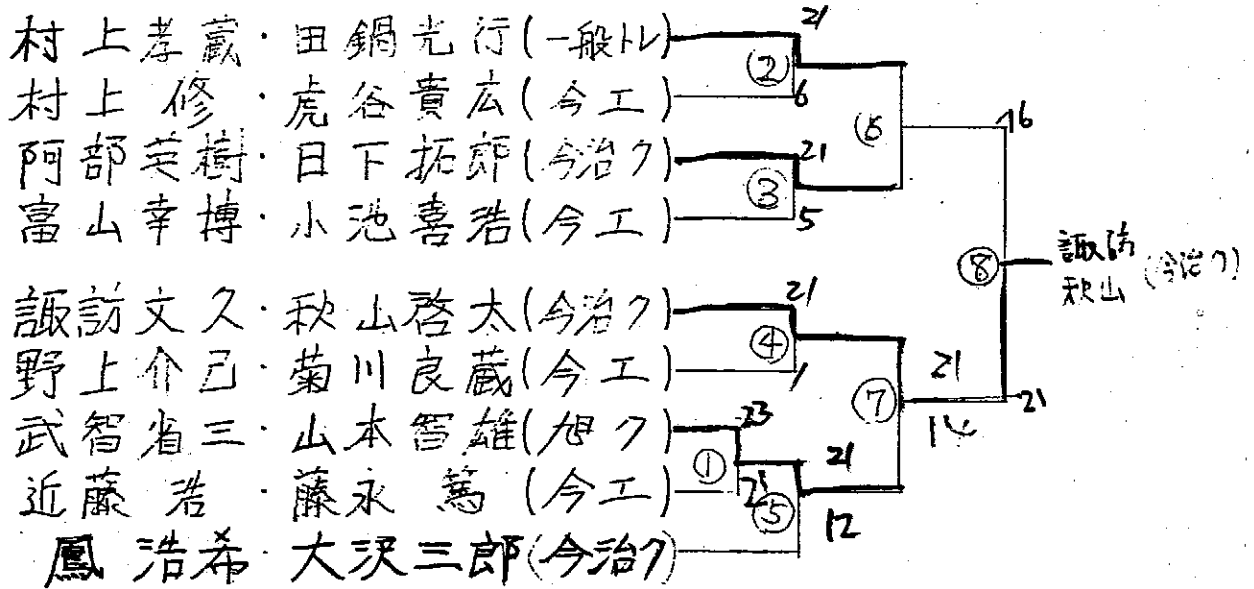 村上孝蔵・田鍋光行(一般トレ) 21
② 
村上 修・虎谷貴広(今工) 6
⑥ 16
阿部英樹・日下拓郎(今治ク) 21
③
富山幸博・小池喜浩(今工) 5
⑧ 諏訪 秋山 (今治ク)
諏訪文久・秋山啓太(今治ク) 21
④
野上介己・菊川良蔵(今工) 1
⑦ 21 14 21
武智省三・山本智雄(旭ク) 23
① 21
近藤 浩・藤永 篤(今工) 21
⑤ 12
鳳 浩希・大沢三郎(今治ク)